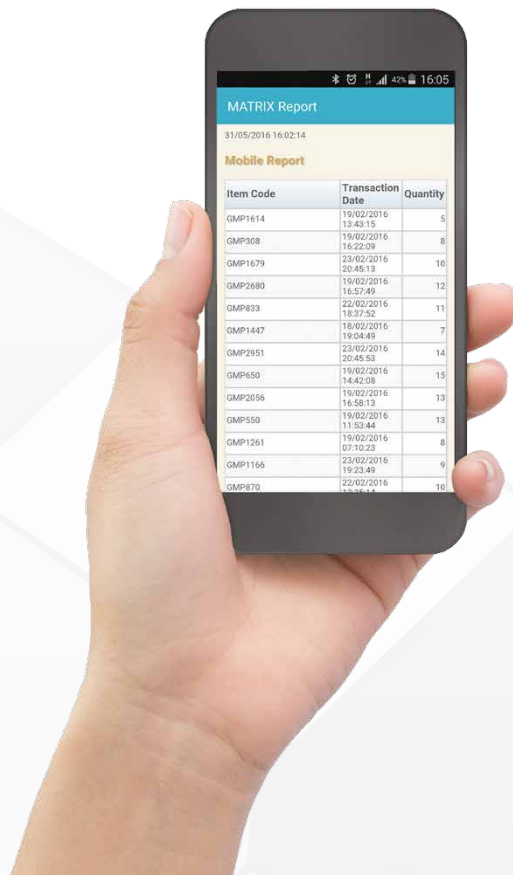 42% 16:05
MATRIX Report
31/05/2016 16:02:14
Mobile Report
Item Code Transaction Date Quantity
GMP1614 19/02/2016 13:43:15 5
GMP308 19/02/2016 16:22:09 8
GMP1679 23/02/2016 20:45:13 10
GMP2680 19/02/2016 16:57:49 12
GMP833 22/02/2016 18:37:52 11
GMP1447 18/02/2016 19:04:49 7
GMP2951 23/02/2016 20:45:53 14
GMP650 19/02/2016 14:42:08 15
GMP2056 19/02/2016 16:58:13 13
GMP550 19/02/2016 11:53:44 13
GMP1261 19/02/2016 07:10:23 8
GMP1166 23/02/2016 19:23:49 9
GMP870 22/02/2016 10